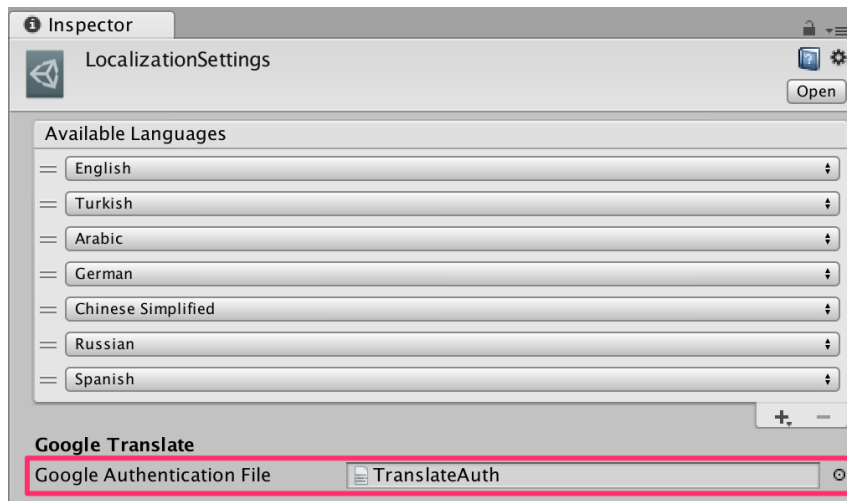 Inspector
LocalizationSettings
Open
Available Languages
English
Turkish
Arabic
German
Chinese Simplified
Russian
Spanish
Google Translate
Google Authentication File TranslateAuth